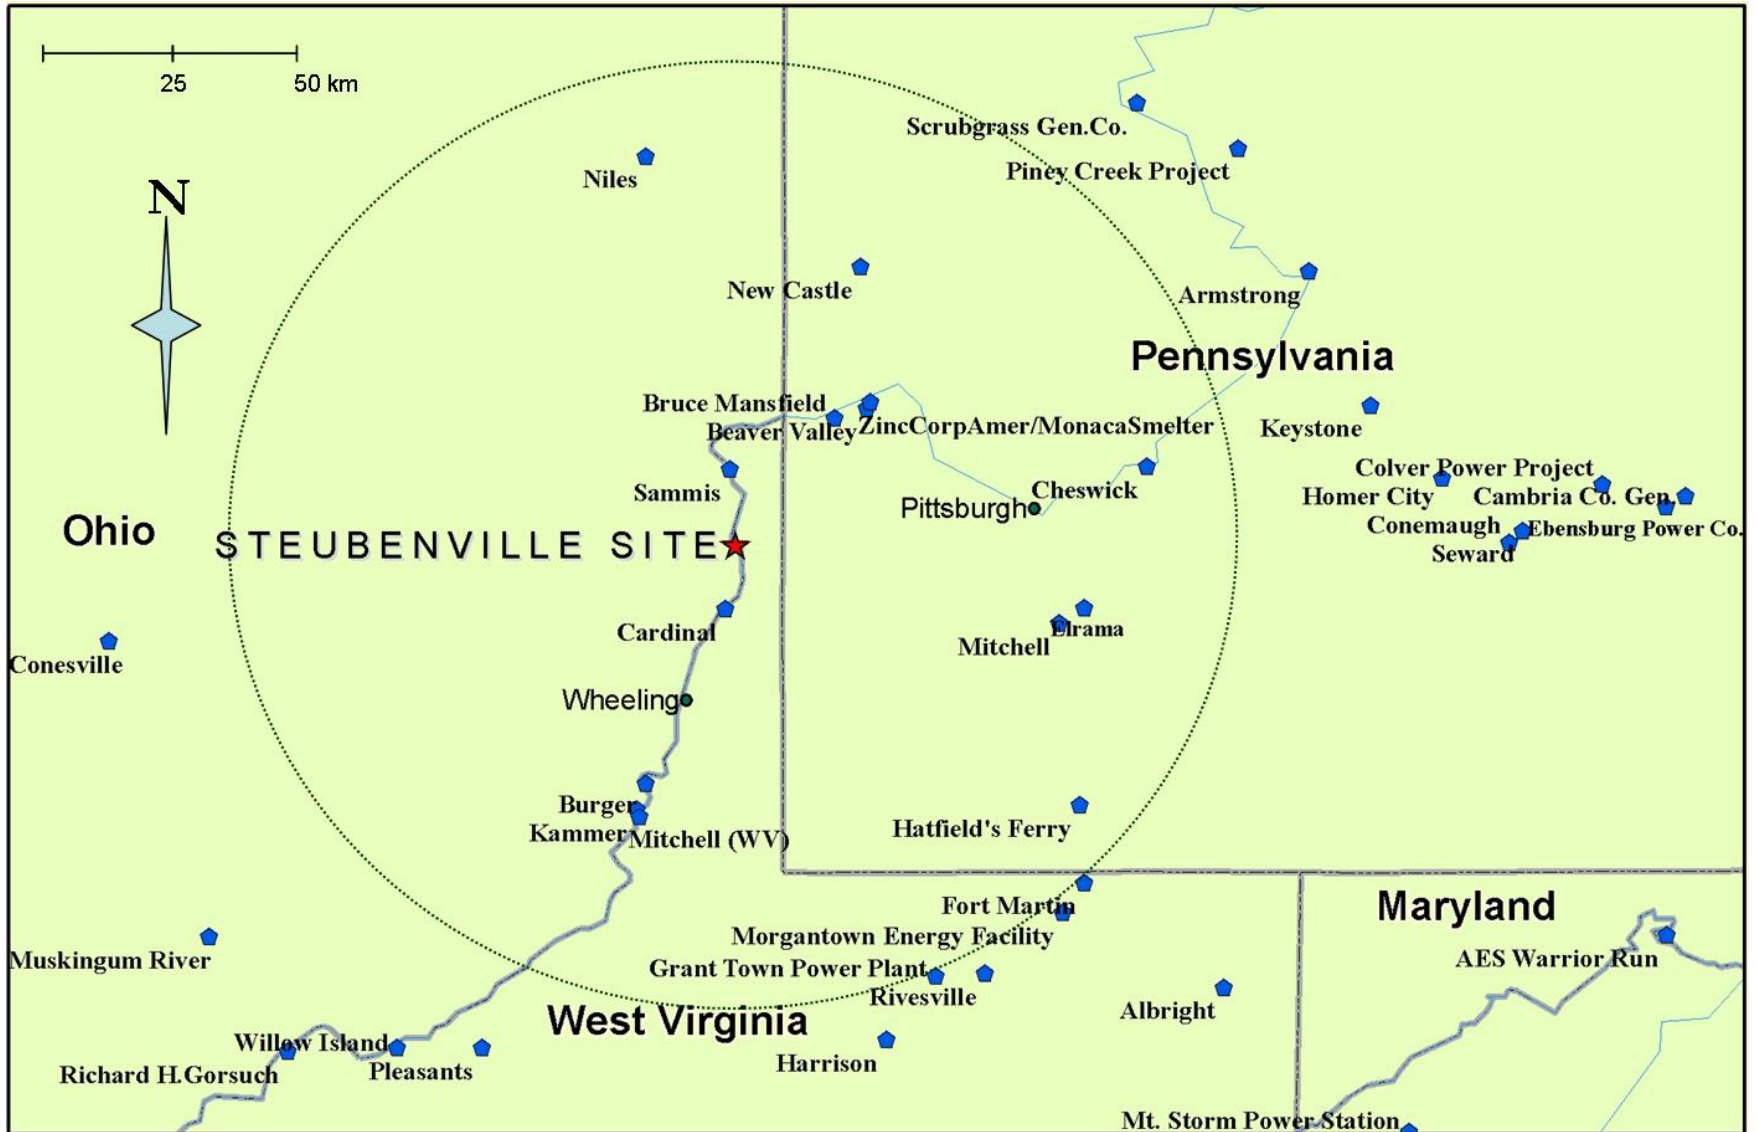 25 50 km
N
Scrubgrass Gen.Co.
Piney Creek Project
Niles
New Castle
Armstrong
Pennsylvania
Bruce Mansfield
Beaver Valley
ZincCorpAmer/MonacaSmelter
Keystone
Colver Power Project
Sammis
Cheswick
Homer City
Cambria Co. Gen.
Pittsburgh
Conemaugh
Ebensburg Power Co.
Ohio
STEUBENVILLE SITE
Seward
Cardinal
Elrama
Mitchell
Conesville
Wheeling
Burger
Kammer
Mitchell (WV)
Hatfield's Ferry
Fort Martin
Maryland
Morgantown Energy Facility
Muskingum River
AES Warrior Run
Grant Town Power Plant
Rivesville
Albright
West Virginia
Willow Island
Harrison
Richard H.Gorsuch
Pleasants
Mt. Storm Power Station